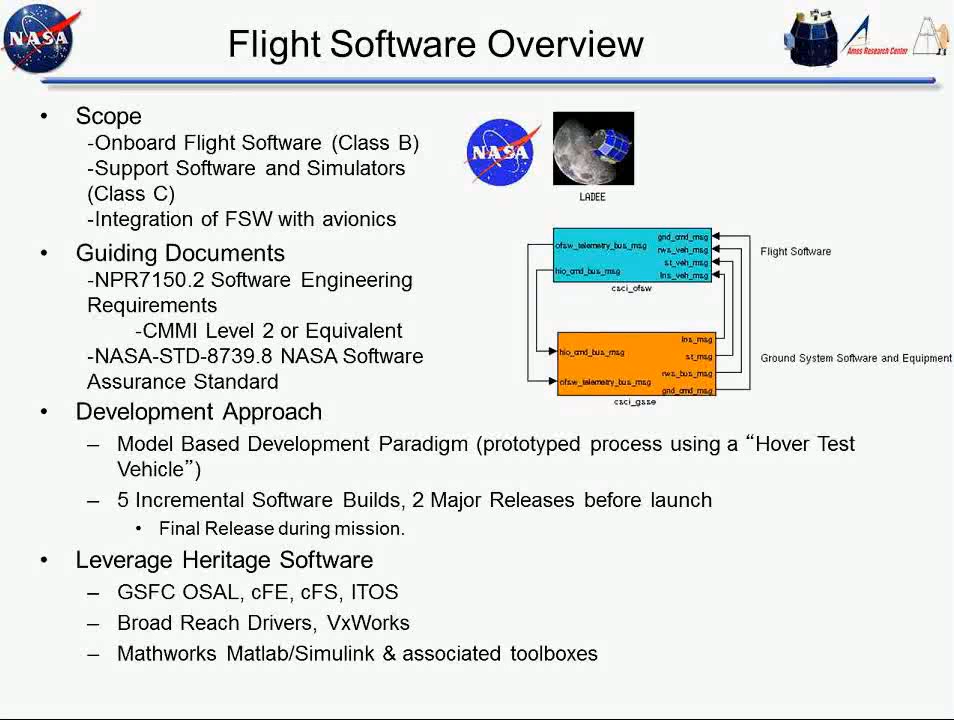 NASA
Flight Software Overview
Ames Research Center
• Scope
-Onboard Flight Software (Class B)
-Support Software and Simulators
(Class C)
-Integration of FSW with avionics
• Guiding Documents
-NPR7150.2 Software Engineering
Requirements
-CMMI Level 2 or Equivalent
-NASA-STD-8739.8 NASA Software
Assurance Standard
• Development Approach
– Model Based Development Paradigm (prototyped process using a “Hover Test
Vehicle”)
– 5 Incremental Software Builds, 2 Major Releases before launch
• Final Release during mission.
• Leverage Heritage Software
– GSFC OSAL, cFE, cFS, ITOS
– Broad Reach Drivers, VxWorks
– Mathworks Matlab/Simulink & associated toolboxes
NASA
LADEE
ofsw_telemetry_bus_msg
hio_cmd_bus_msg
gnd_cmd_msg
rws_veh_msg
st_veh_msg
ins_veh_msg
csci_ofsw
Flight Software
hio_cmd_bus_msg
ofsw_telemetry_bus_msg
ins_msg
st_msg
rws_bus_msg
gnd_cmd_msg
csci_gsse
Ground System Software and Equipment